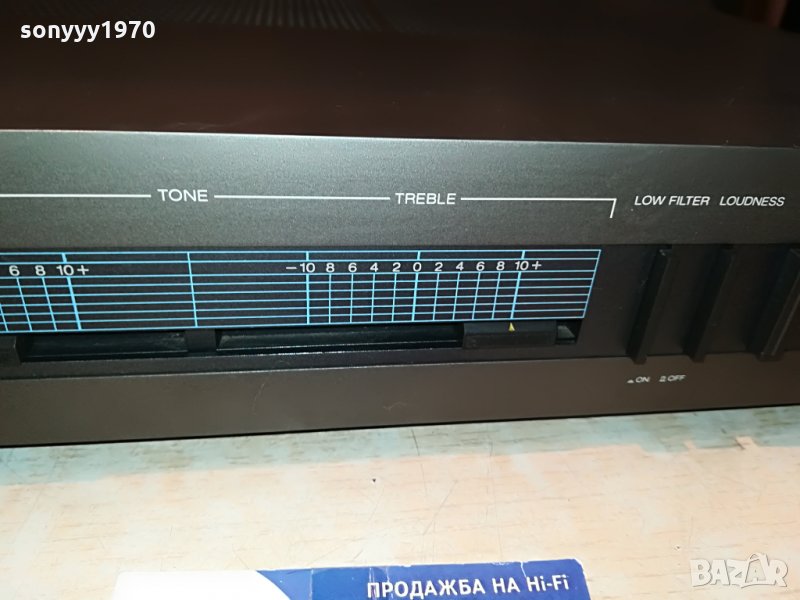 sonyyy1970
TONE TREBLE LOW FILTER LOUDNESS
6 8 10+ −10 8 6 4 2 0 2 4 6 8 10+
ON OFF
ПРОДАЖБА НА Hi-Fi
BAZAR